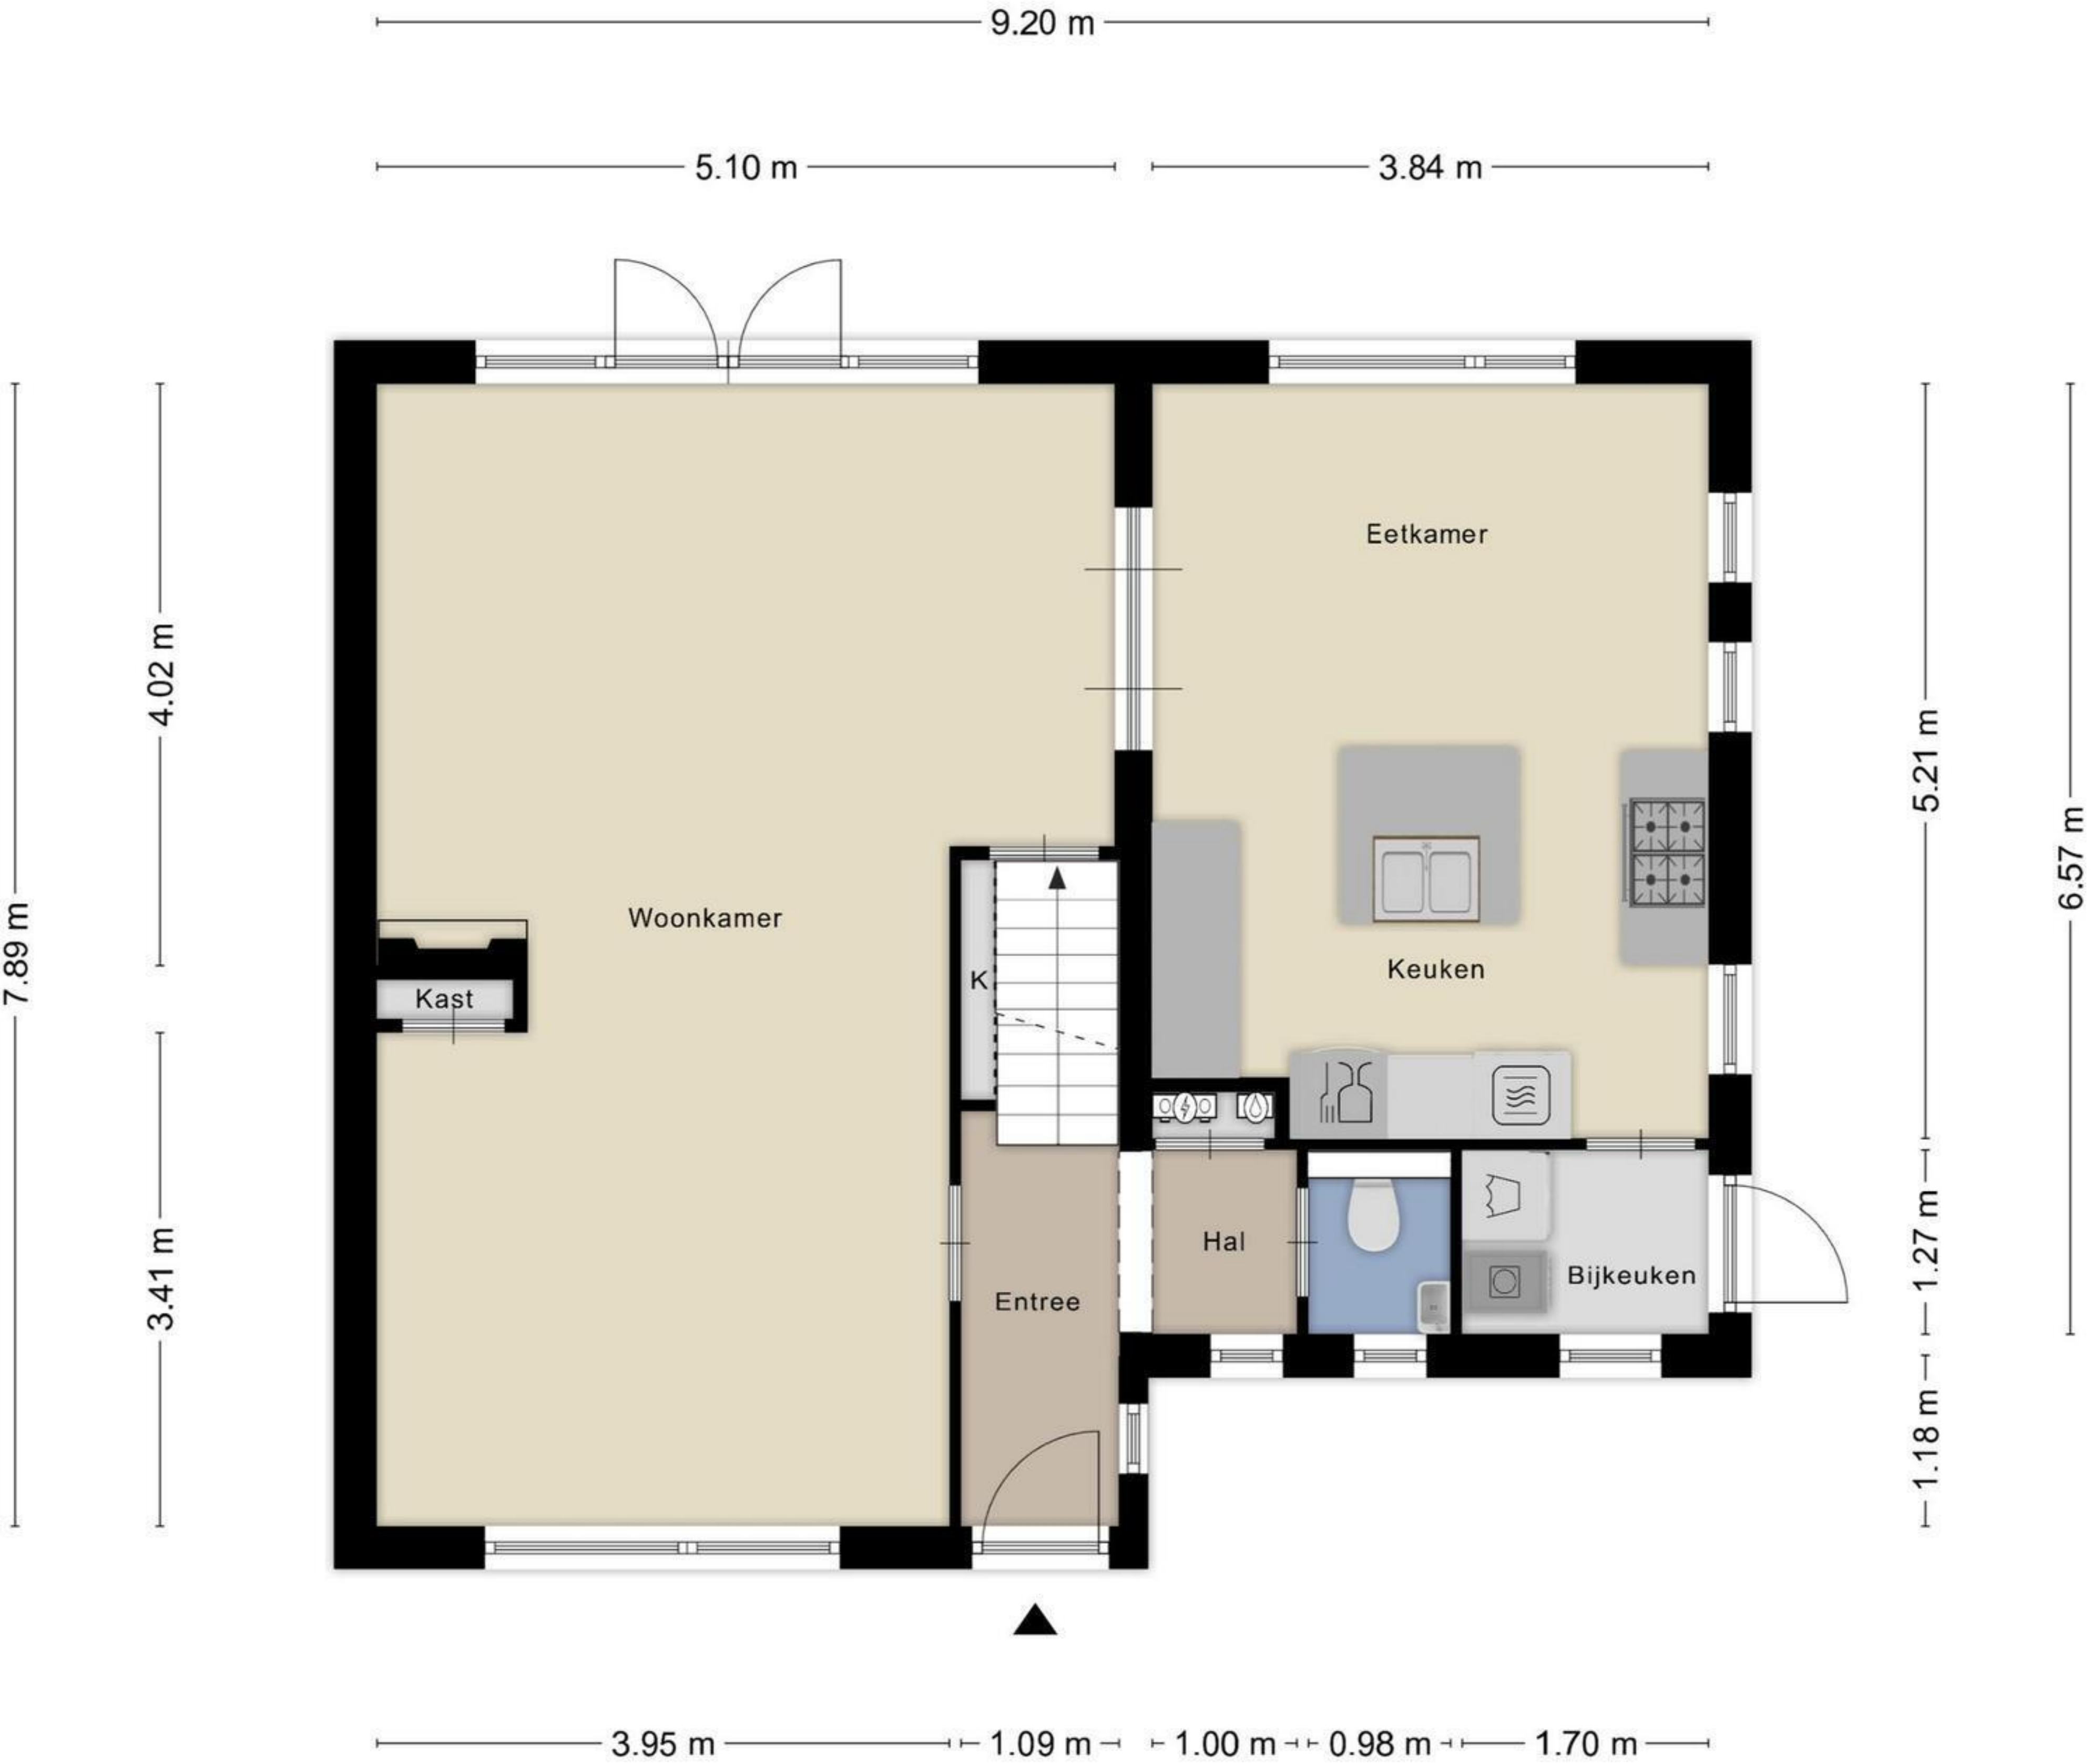 9.20 m
5.10 m
3.84 m
Eetkamer
4.02 m
5.21 m
6.57 m
7.89 m
Woonkamer
Keuken
K
Kast
Hal
Bijkeuken
Entree
1.27 m
3.41 m
1.18 m
3.95 m
1.09 m
1.00 m
0.98 m
1.70 m